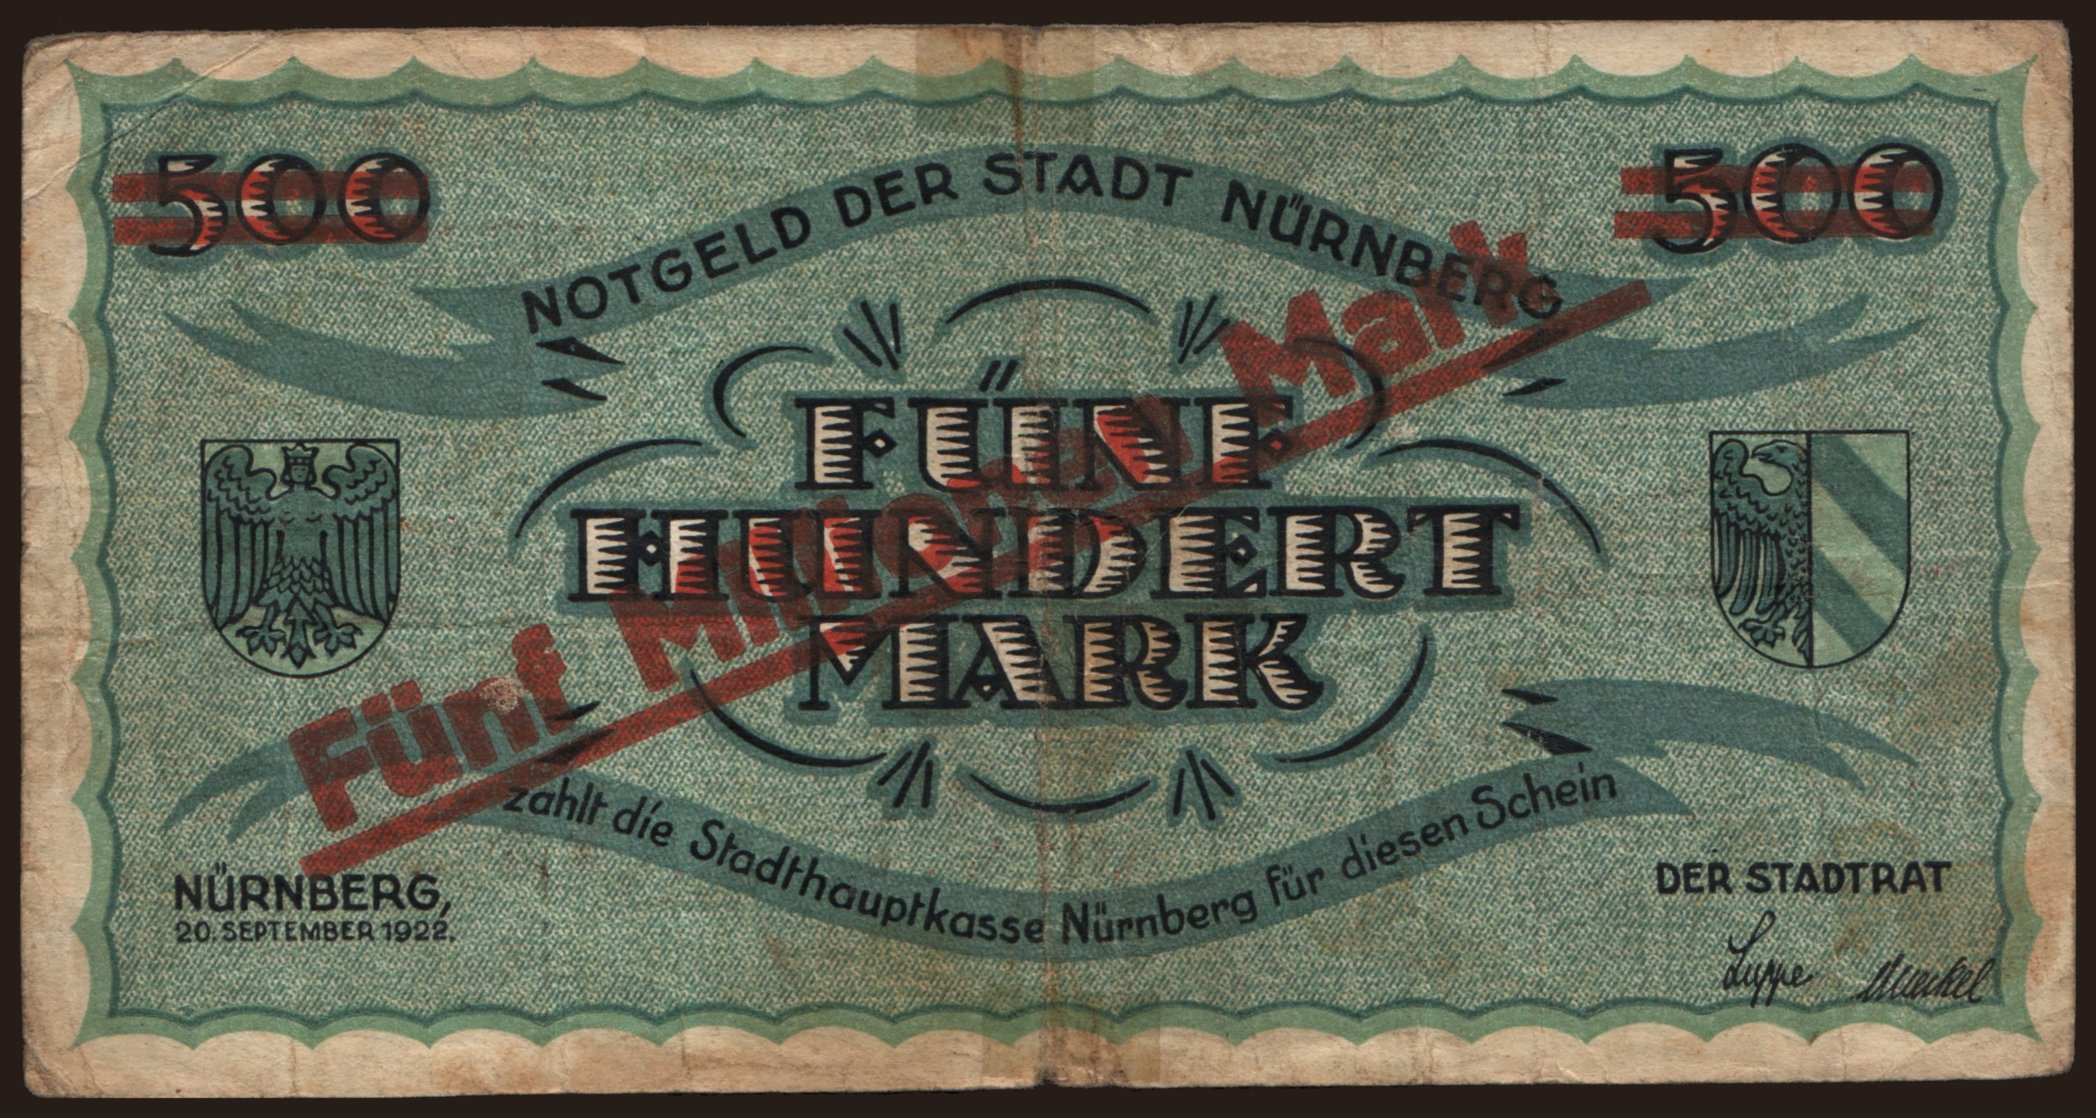 500
500
NOTGELD DER STADT NÜRNBERG
FÜNF
HUNDERT
MARK
Fünf Millionen Mark
zahlt die Stadthauptkasse Nürnberg für diesen Schein
NÜRNBERG,
20. SEPTEMBER 1922.
DER STADTRAT
Luppe